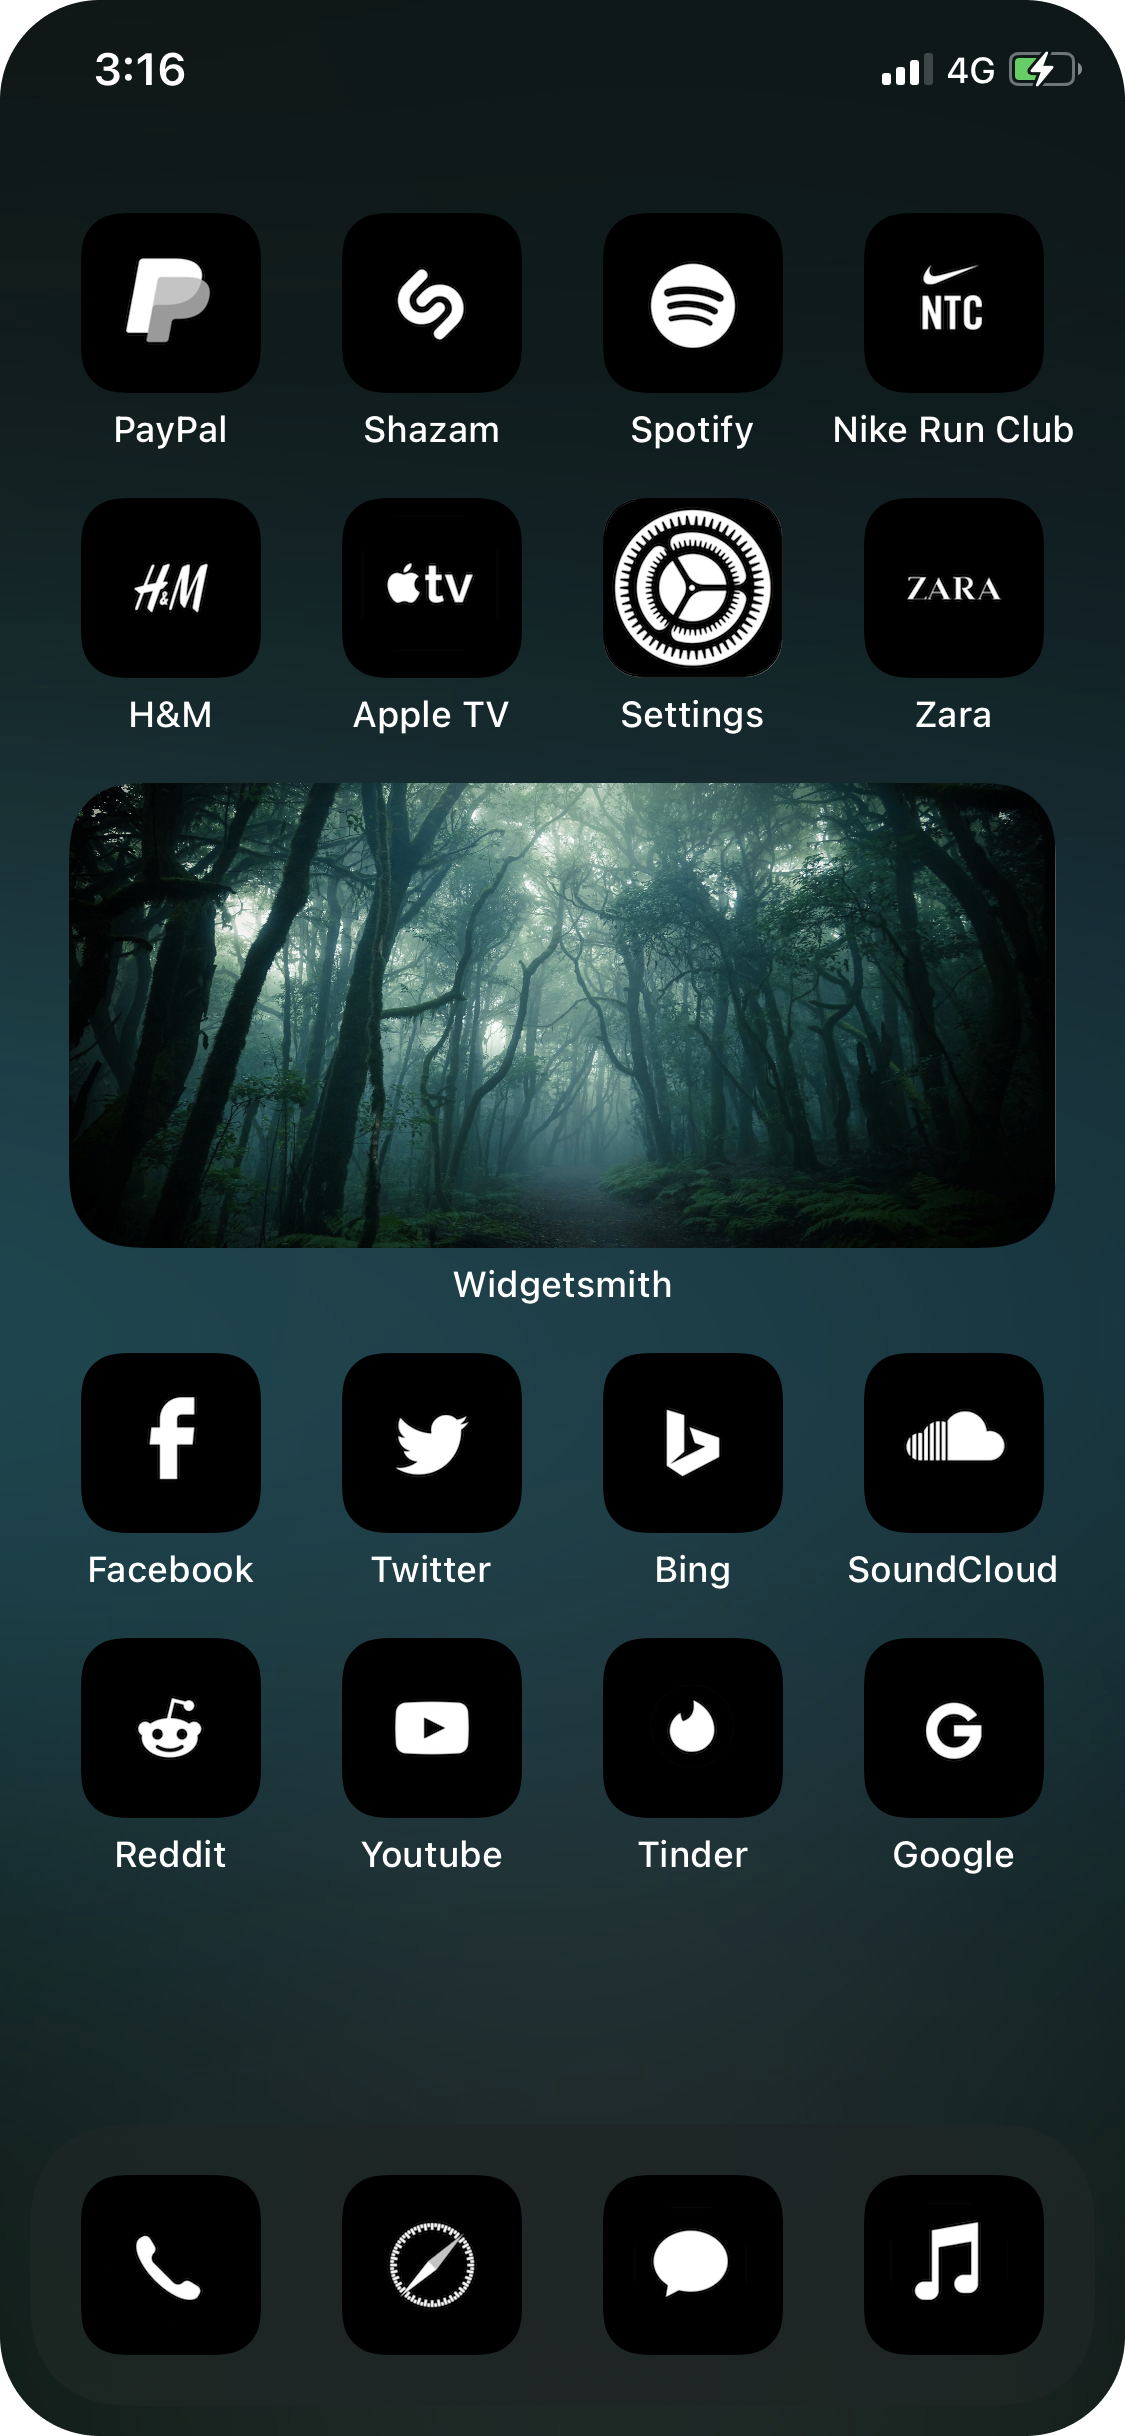 3:16 4G
NTC
PayPal Shazam Spotify Nike Run Club
H&M tv ZARA
H&M Apple TV Settings Zara
Widgetsmith
Facebook Twitter Bing SoundCloud
G
Reddit Youtube Tinder Google